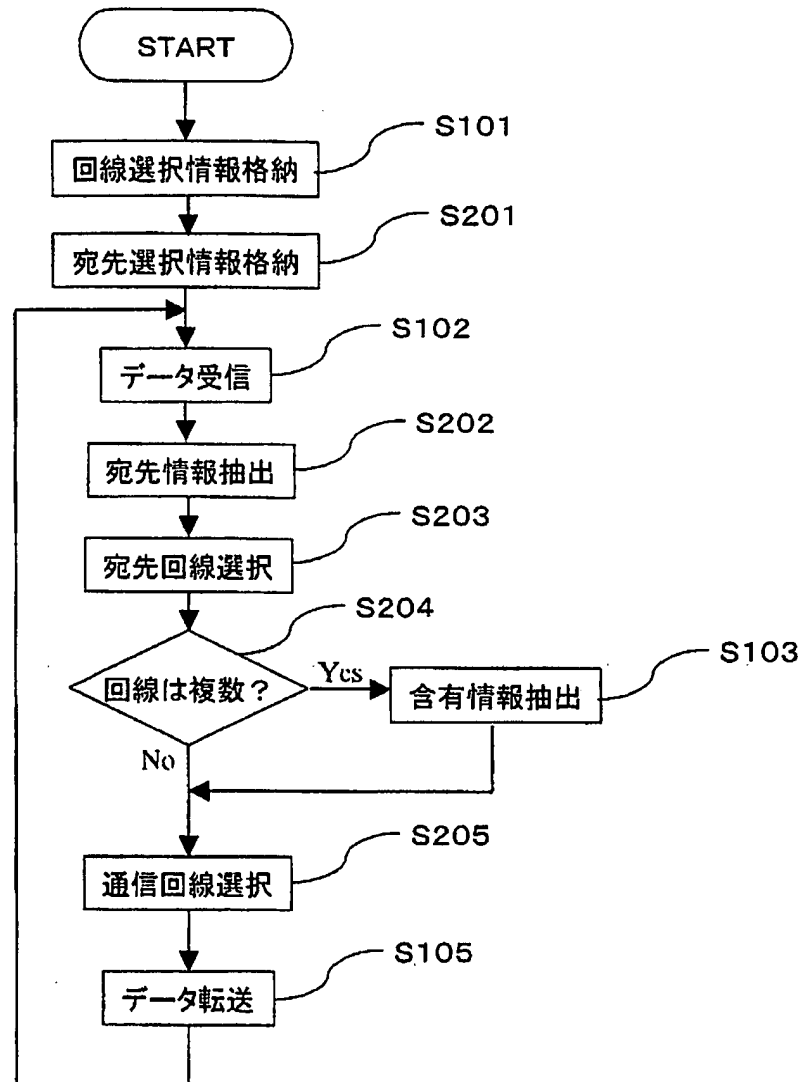 START
S101
回線選択情報格納
S201
宛先選択情報格納
S102
データ受信
S202
宛先情報抽出
S203
宛先回線選択
S204
回線は複数？
Yes
S103
含有情報抽出
No
S205
通信回線選択
S105
データ転送